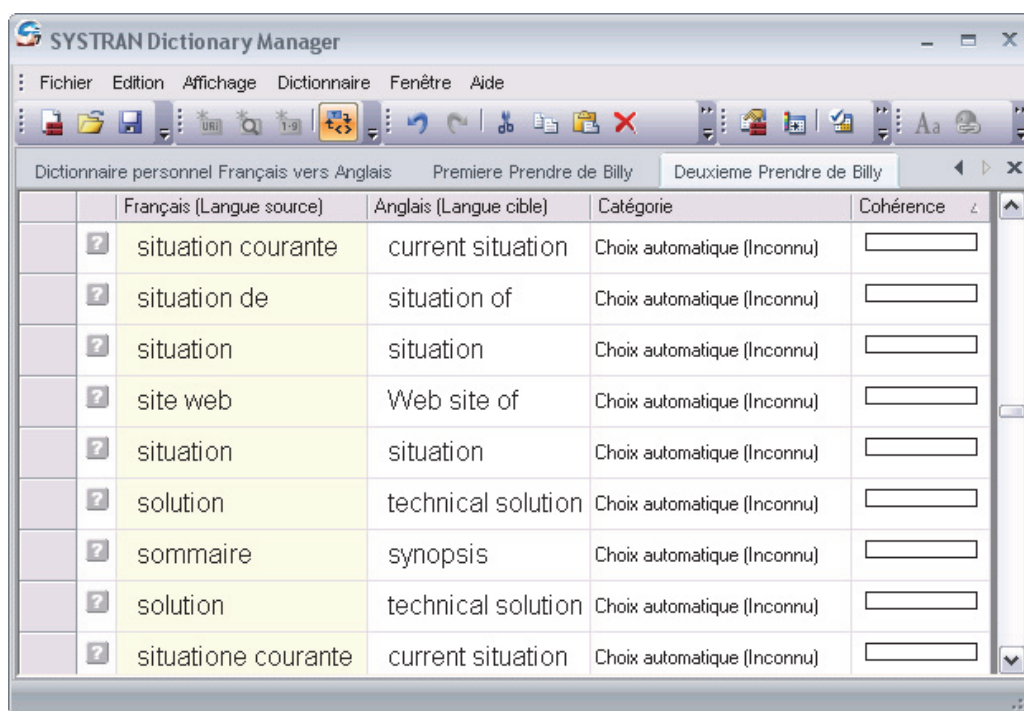 SYSTRAN Dictionary Manager
Fichier Edition Affichage Dictionnaire Fenêtre Aide
Dictionnaire personnel Français vers Anglais Premiere Prendre de Billy Deuxieme Prendre de Billy
Français (Langue source) Anglais (Langue cible) Catégorie Cohérence
situation courante current situation Choix automatique (Inconnu)
situation de situation of Choix automatique (Inconnu)
situation situation Choix automatique (Inconnu)
site web Web site of Choix automatique (Inconnu)
situation situation Choix automatique (Inconnu)
solution technical solution Choix automatique (Inconnu)
sommaire synopsis Choix automatique (Inconnu)
solution technical solution Choix automatique (Inconnu)
situatione courante current situation Choix automatique (Inconnu)